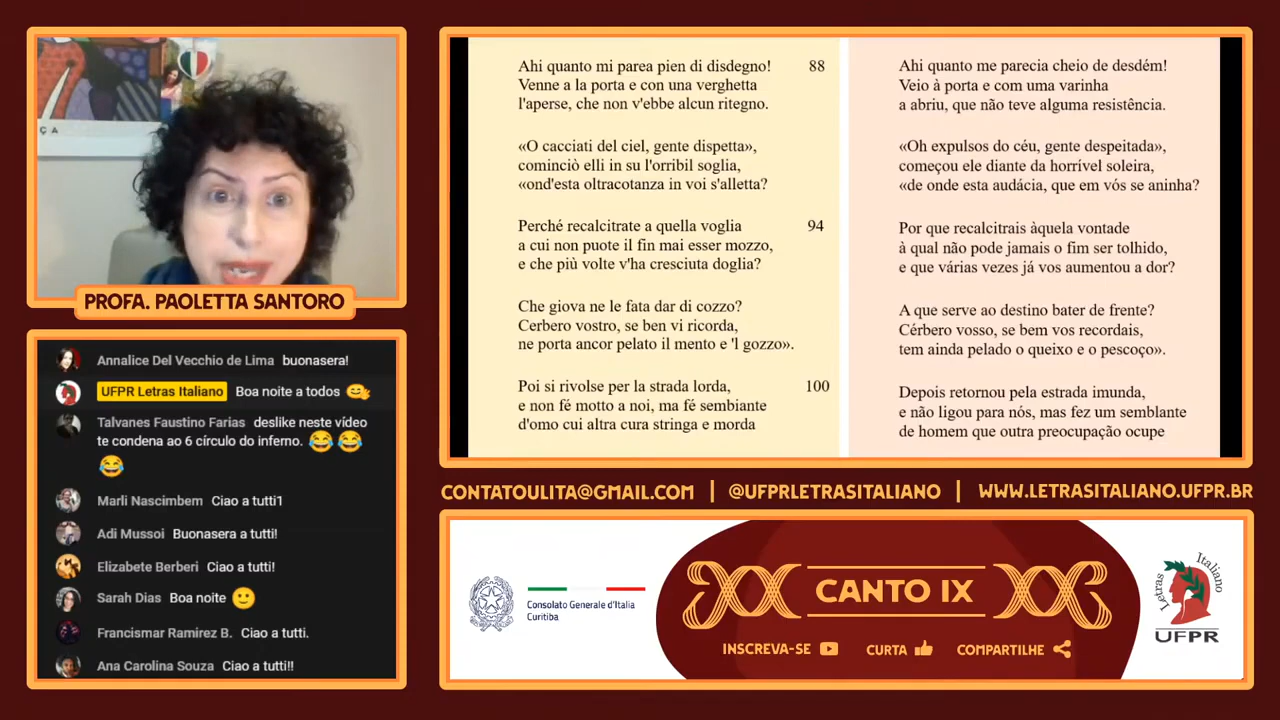 Ç A
PROFA. PAOLETTA SANTORO
Annalice Del Vecchio de Lima buonasera!
UFPR Letras Italiano Boa noite a todos 🤗
Talvanes Faustino Farias deslike neste vídeo
te condena ao 6 círculo do inferno. 😂 😂
😂
Marli Nascimbem Ciao a tutti1
Adi Mussoi Buonasera a tutti!
Elizabete Berberi Ciao a tutti!
Sarah Dias Boa noite 🙂
Francismar Ramirez B. Ciao a tutti.
Ana Carolina Souza Ciao a tutti!!
Ahi quanto mi parea pien di disdegno! 88
Venne a la porta e con una verghetta
l'aperse, che non v'ebbe alcun ritegno.
«O cacciati del ciel, gente dispetta»,
cominciò elli in su l'orribil soglia,
«ond'esta oltracotanza in voi s'alletta?
Perché recalcitrate a quella voglia 94
a cui non puote il fin mai esser mozzo,
e che più volte v'ha cresciuta doglia?
Che giova ne le fata dar di cozzo?
Cerbero vostro, se ben vi ricorda,
ne porta ancor pelato il mento e 'l gozzo».
Poi si rivolse per la strada lorda, 100
e non fé motto a noi, ma fé sembiante
d'omo cui altra cura stringa e morda
Ahi quanto me parecia cheio de desdém!
Veio à porta e com uma varinha
a abriu, que não teve alguma resistência.
«Oh expulsos do céu, gente despeitada»,
começou ele diante da horrível soleira,
«de onde esta audácia, que em vós se aninha?
Por que recalcitrais àquela vontade
à qual não pode jamais o fim ser tolhido,
e que várias vezes já vos aumentou a dor?
A que serve ao destino bater de frente?
Cérbero vosso, se bem vos recordais,
tem ainda pelado o queixo e o pescoço».
Depois retornou pela estrada imunda,
e não ligou para nós, mas fez um semblante
de homem que outra preocupação ocupe
CONTATOULITA@GMAIL.COM | @UFPRLETRASITALIANO | WWW.LETRASITALIANO.UFPR.BR
Consolato Generale d'Italia
Curitiba
CANTO IX
INSCREVA-SE CURTA COMPARTILHE
Letras Italiano
UFPR